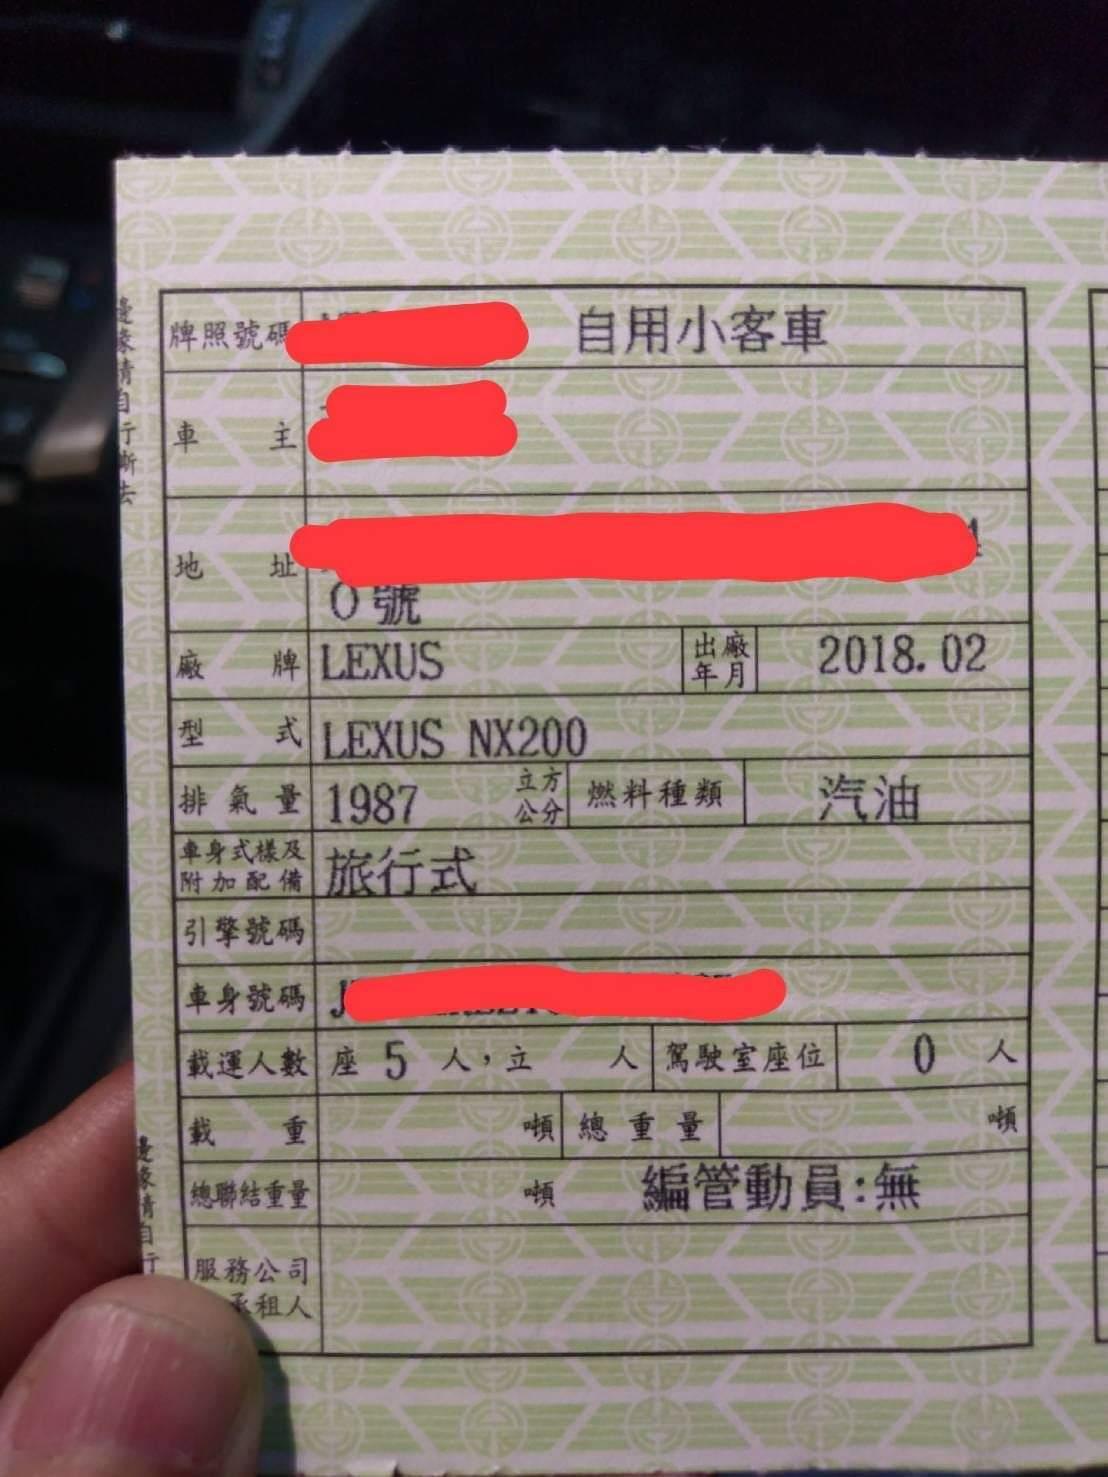 牌照號碼 自用小客車
車主
地址
0號
廠牌 LEXUS 出廠年月 2018.02
型式 LEXUS NX200
排氣量 1987 立方公分 燃料種類 汽油
車身式樣及附加配備 旅行式
引擎號碼
車身號碼 J
載運人數 座 5 人，立 人 駕駛室座位 0 人
載重 噸 總重量 噸
總聯結重量 噸 編管動員:無
服務公司
承租人
邊緣請自行撕去
邊緣請自行